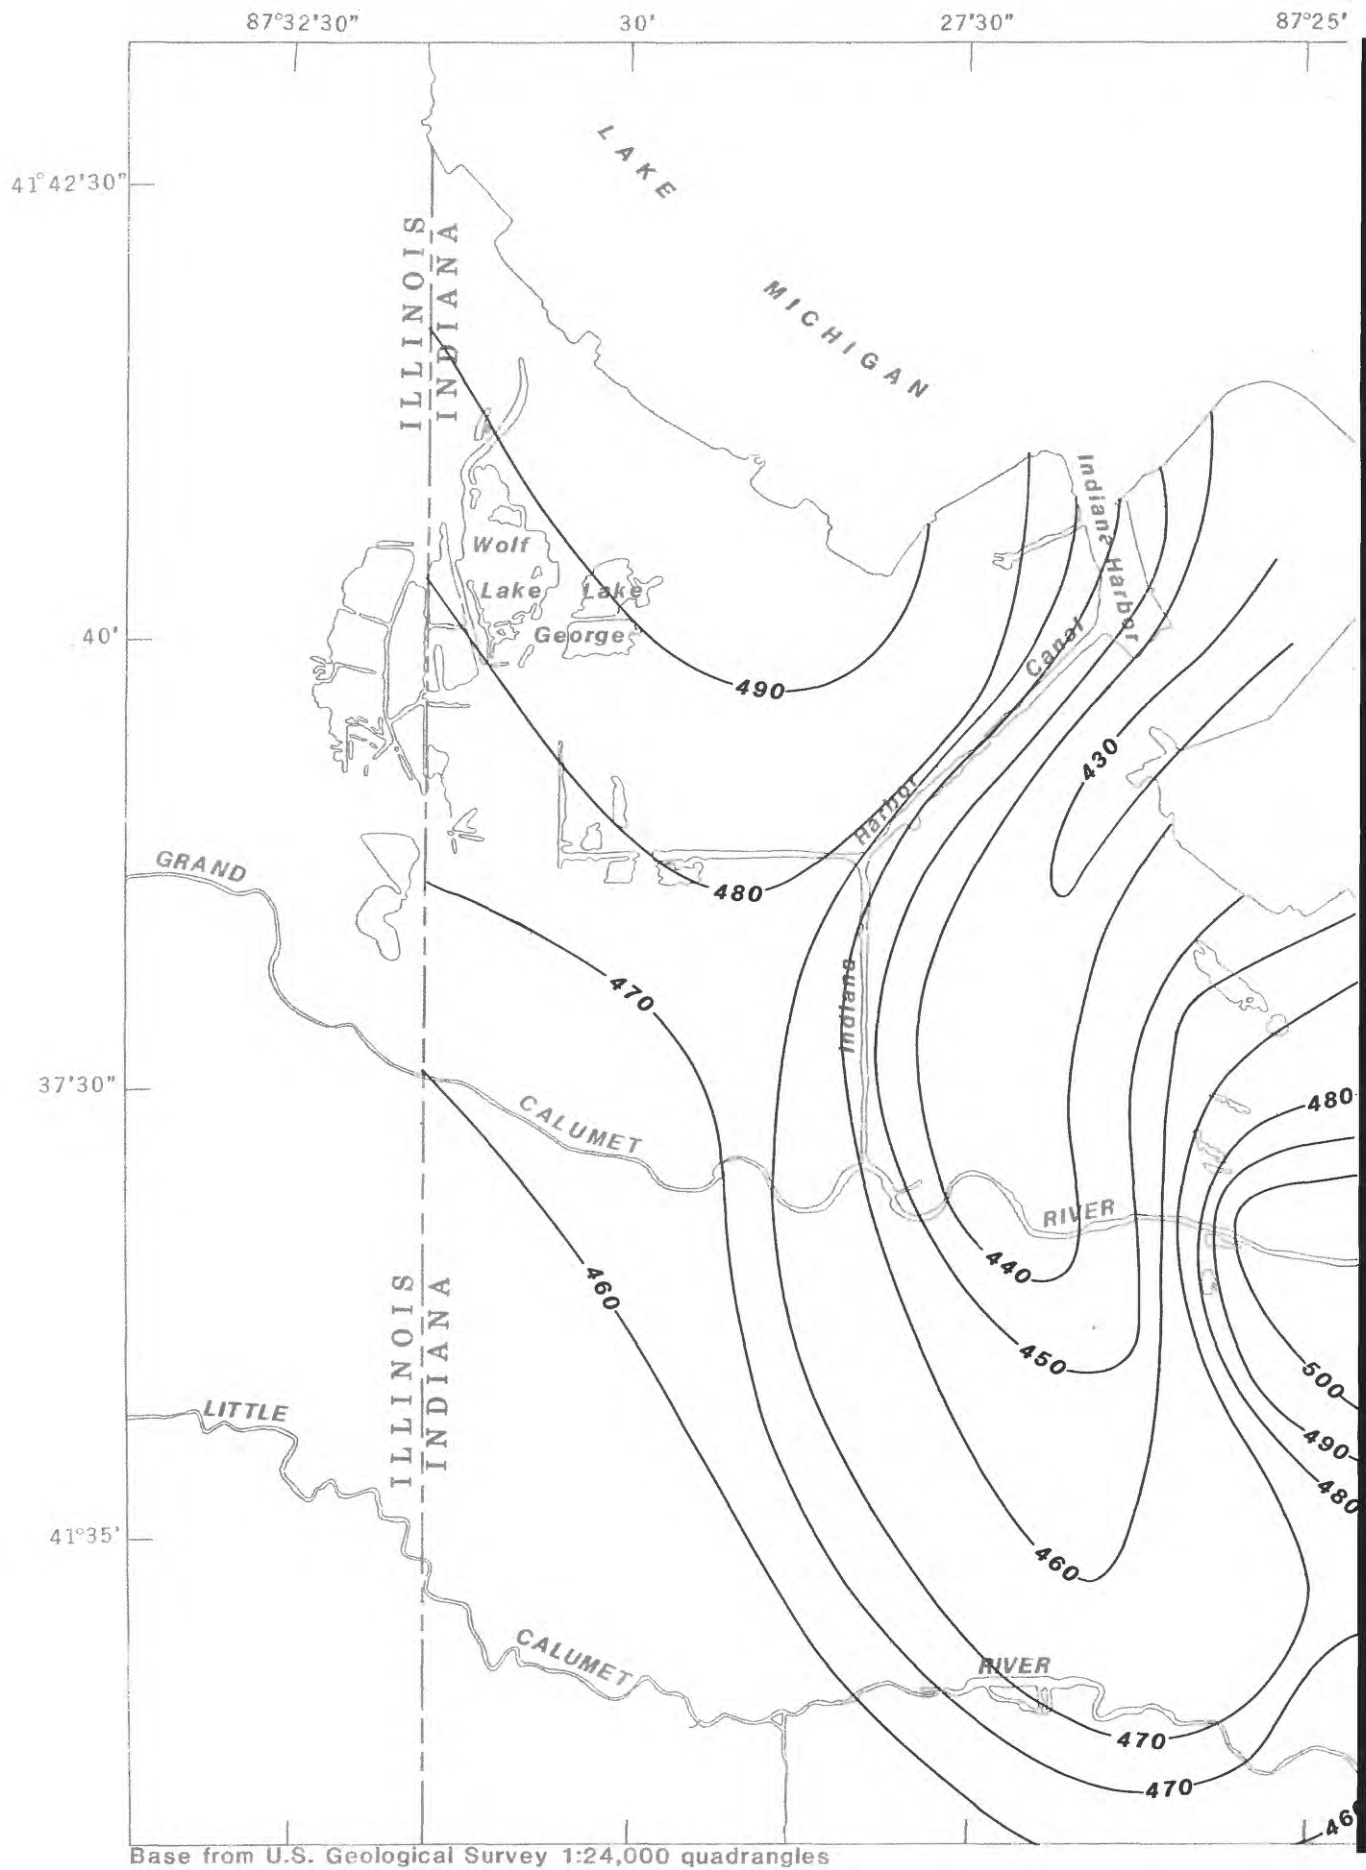 87°32'30" 30' 27'30" 87°25'
LAKE
41°42'30"
ILLINOIS
INDIANA
MICHIGAN
Indiana Harbor
Wolf
Lake
Lake
George
40'
Canal
490
430
Harbor
GRAND
480
470
Indiana
37'30"
CALUMET
480
RIVER
440
460
ILLINOIS
INDIANA
450
500
LITTLE
490
480
41°35'
460
CALUMET
RIVER
470
470
460
Base from U.S. Geological Survey 1:24,000 quadrangles